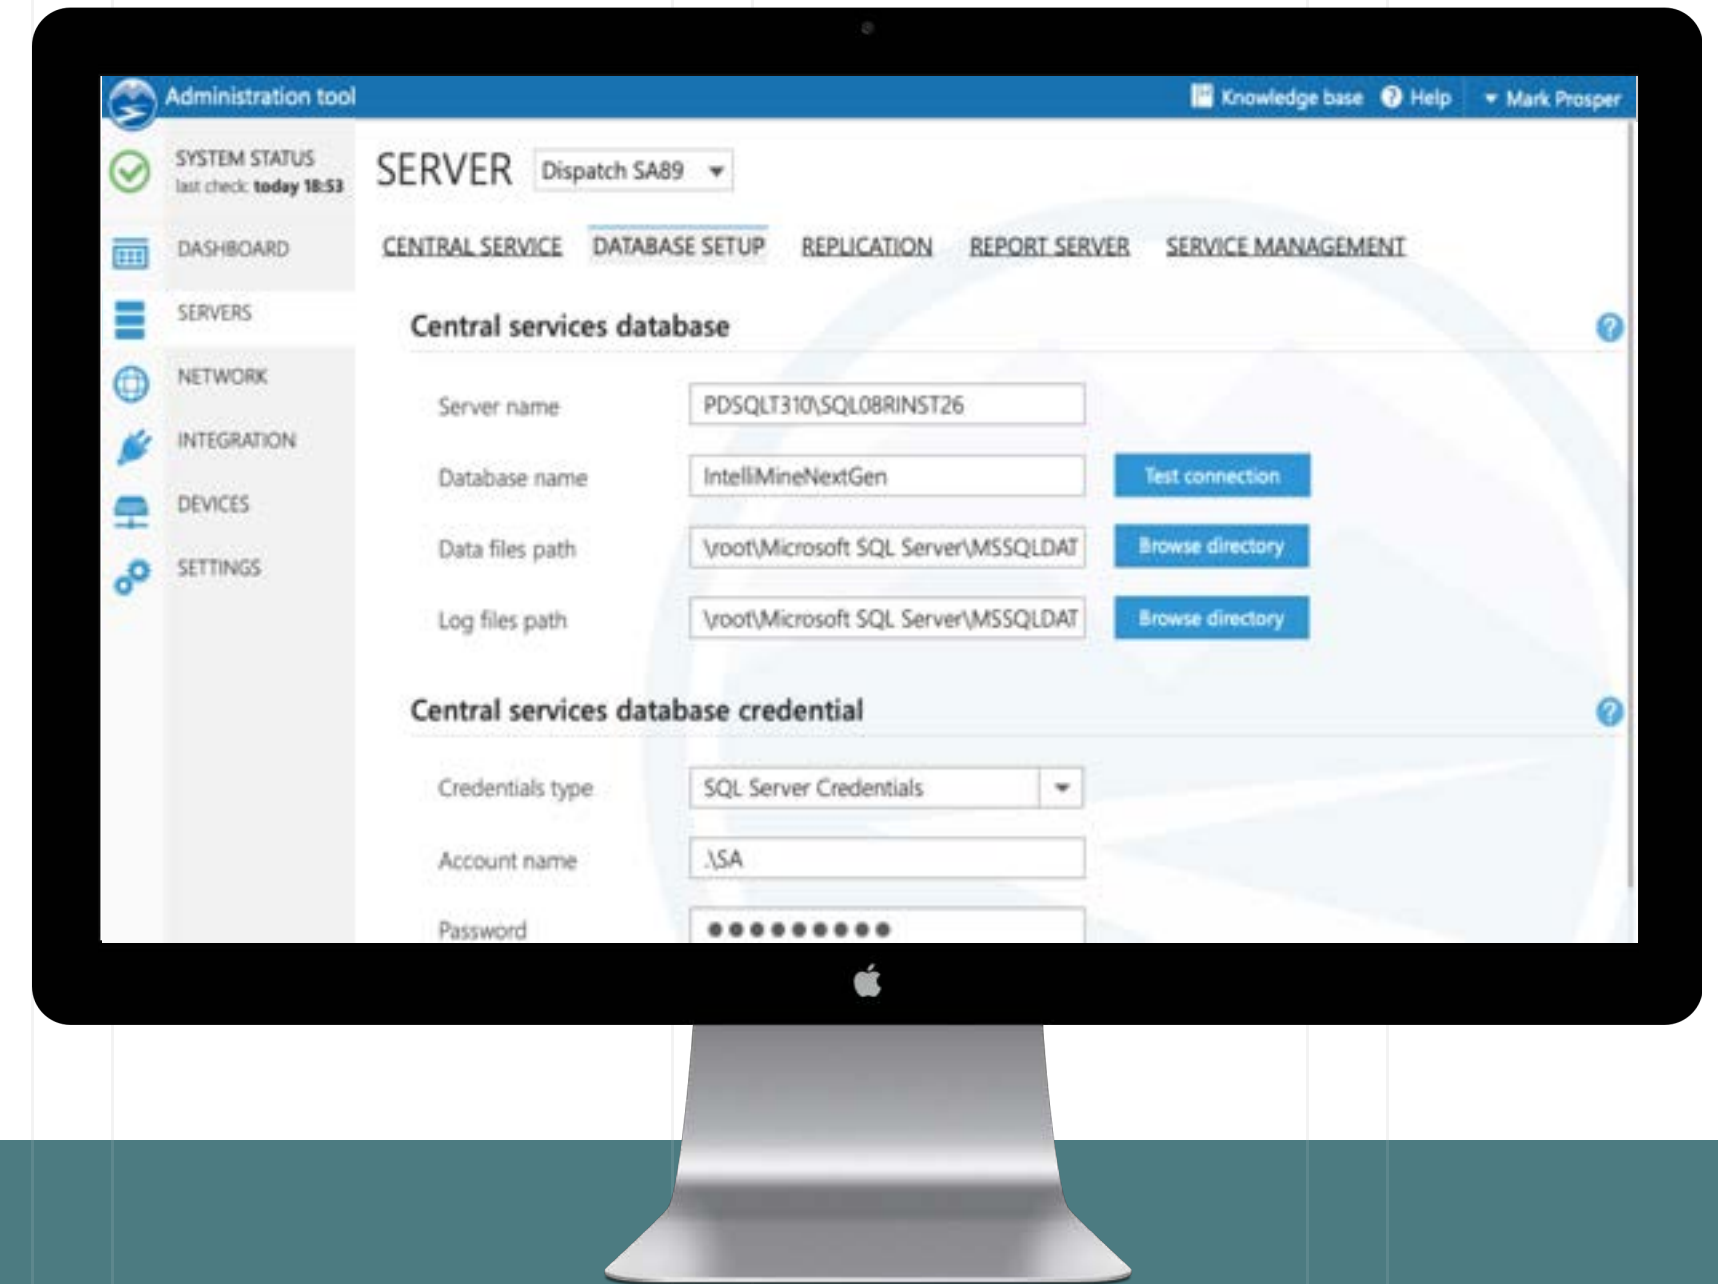 Administration tool
Knowledge base
Help
Mark Prosper
SYSTEM STATUS
last check: today 18:53
DASHBOARD
SERVERS
NETWORK
INTEGRATION
DEVICES
SETTINGS
SERVER
Dispatch SA89
CENTRAL SERVICE
DATABASE SETUP
REPLICATION
REPORT SERVER
SERVICE MANAGEMENT
Central services database
Server name
PDSQLT310\SQL08RINST26
Database name
IntelliMineNextGen
Test connection
Data files path
\root\Microsoft SQL Server\MSSQLDAT
Browse directory
Log files path
\root\Microsoft SQL Server\MSSQLDAT
Browse directory
Central services database credential
Credentials type
SQL Server Credentials
Account name
.\SA
Password